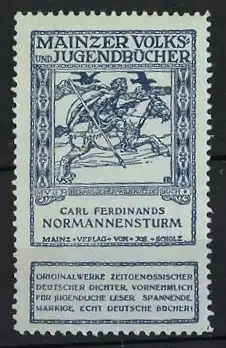 MAINZER VOLKS-
UND JUGENDBÜCHER
CARL FERDINANDS
NORMANNENSTURM
MAINZ · VERLAG · VON · JOS · SCHOLZ
ORIGINALWERKE ZEITGENÖSSISCHER
DEUTSCHER DICHTER, VORNEHMLICH
FÜR JUGENDLICHE LESER. SPANNENDE,
MARKIGE, ECHT DEUTSCHE BÜCHER!